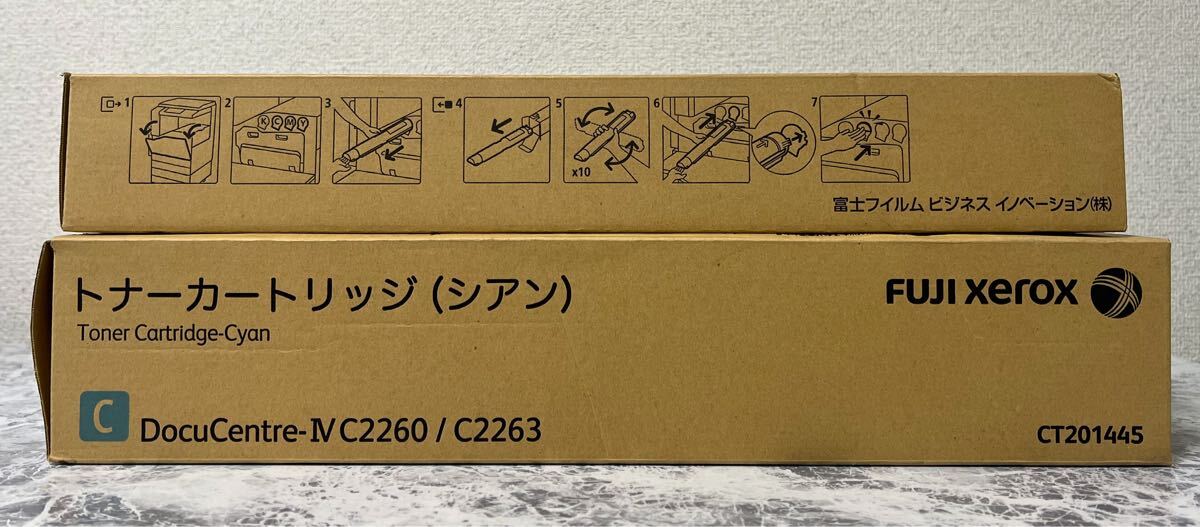 1 2 3 4 5 6 7
K C M Y
x10
富士フイルム ビジネス イノベーション(株)
トナーカートリッジ (シアン)
FUJI xerox
Toner Cartridge-Cyan
C
DocuCentre-Ⅳ C2260 / C2263
CT201445